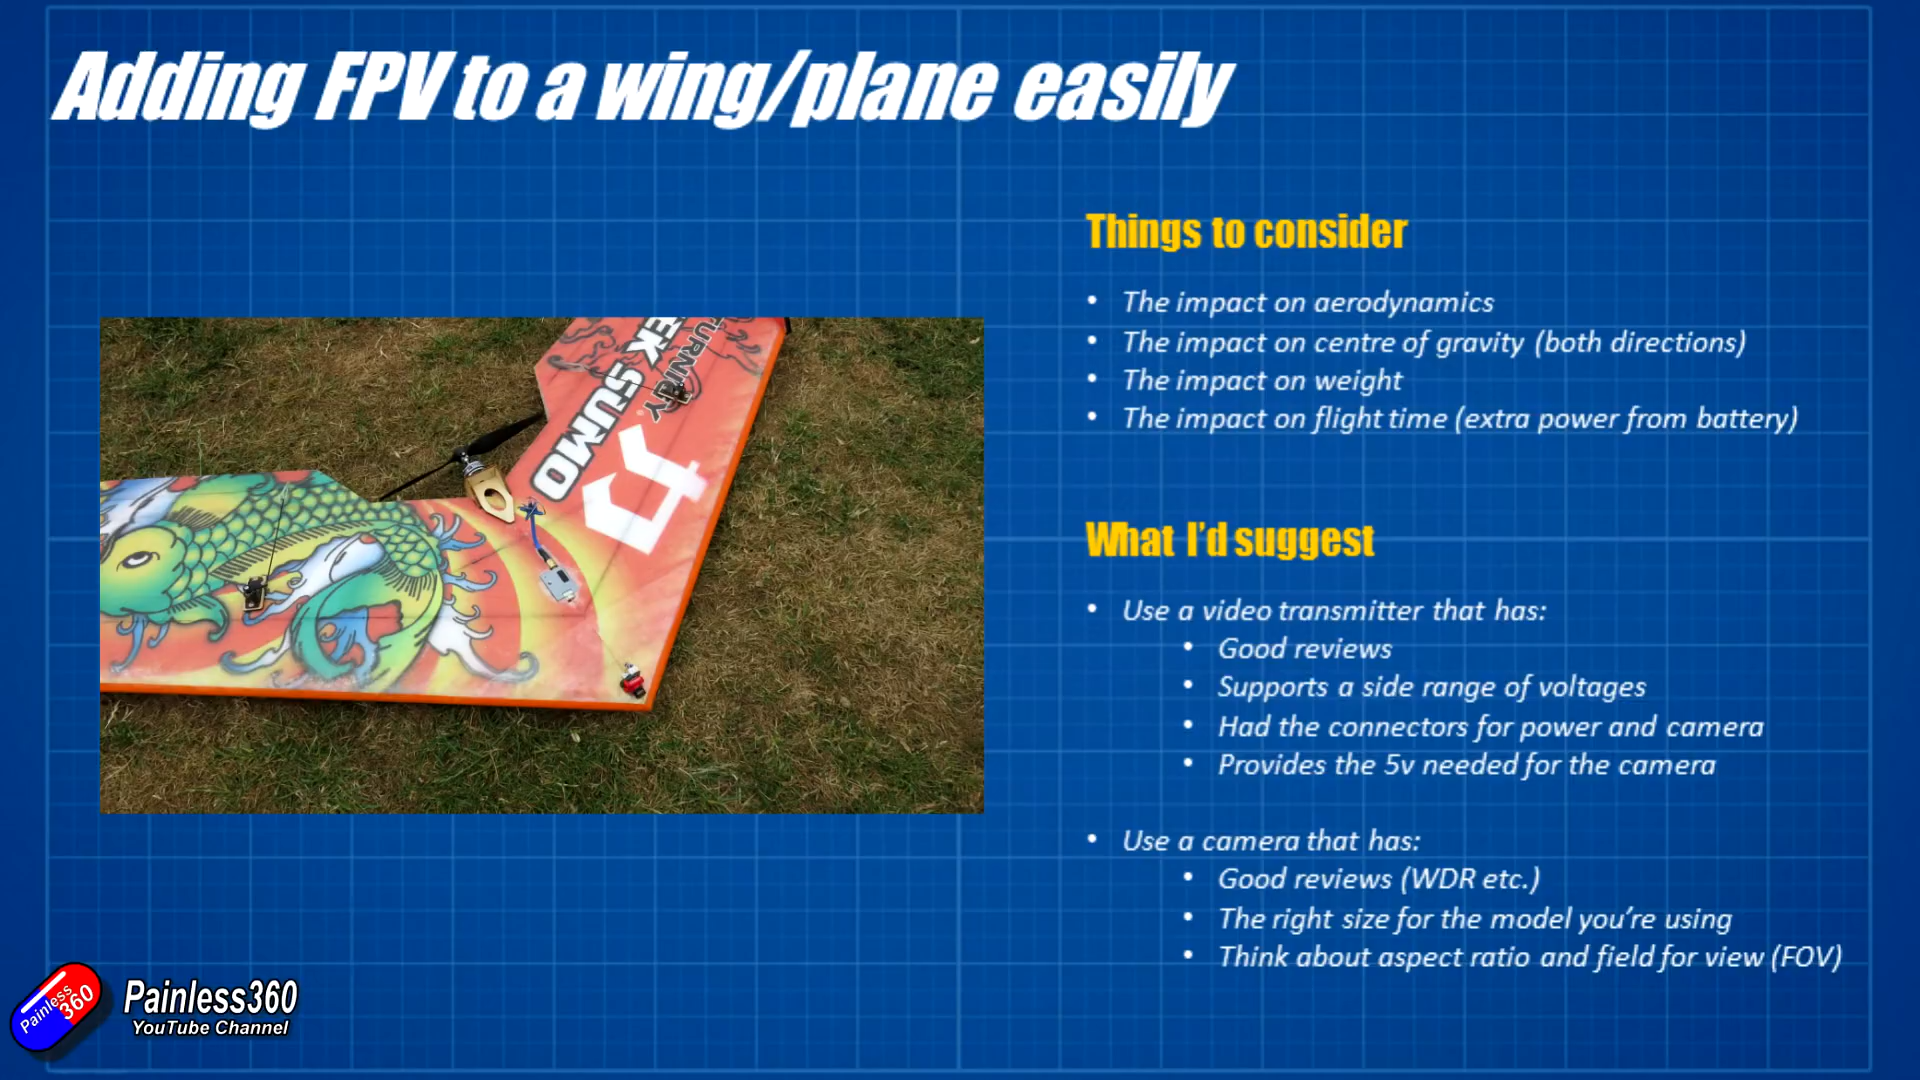 Adding FPV to a wing/plane easily
Things to consider
• The impact on aerodynamics
• The impact on centre of gravity (both directions)
• The impact on weight
• The impact on flight time (extra power from battery)
EK SUMO
TURNIGY
What I'd suggest
• Use a video transmitter that has:
• Good reviews
• Supports a side range of voltages
• Had the connectors for power and camera
• Provides the 5v needed for the camera
• Use a camera that has:
• Good reviews (WDR etc.)
• The right size for the model you're using
• Think about aspect ratio and field for view (FOV)
Painless
360
Painless360
YouTube Channel